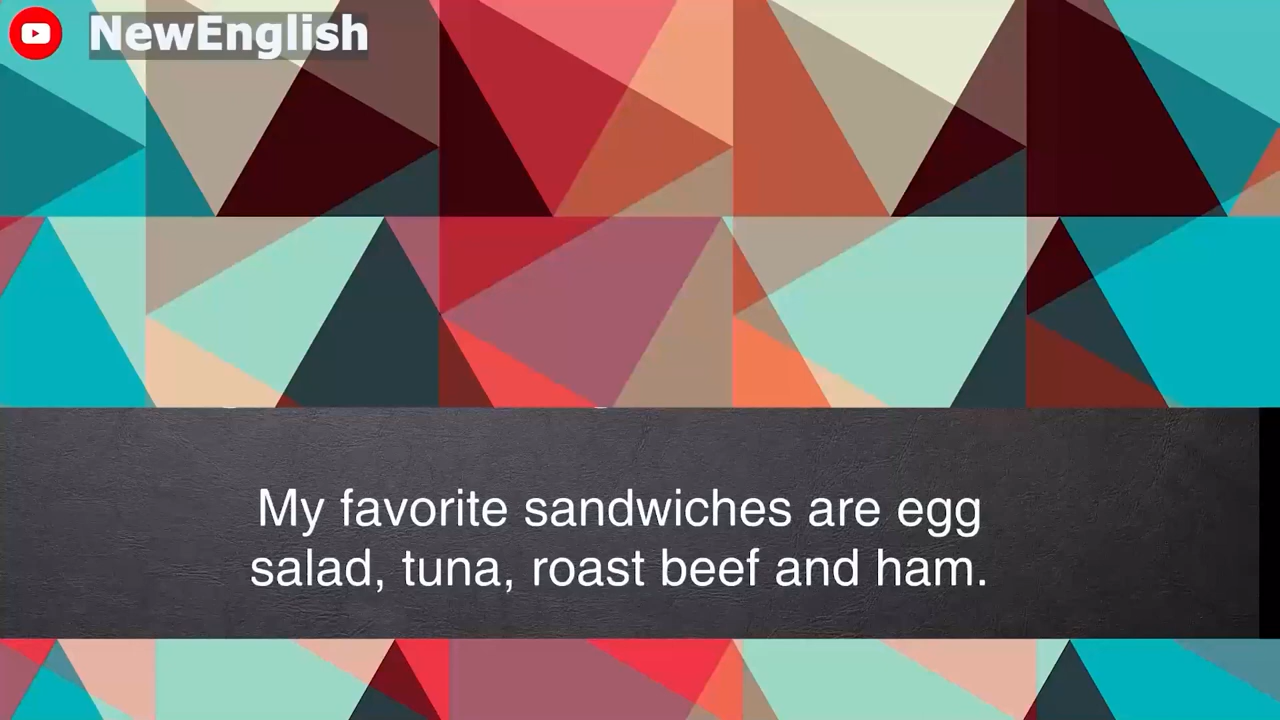 NewEnglish
My favorite sandwiches are egg
salad, tuna, roast beef and ham.